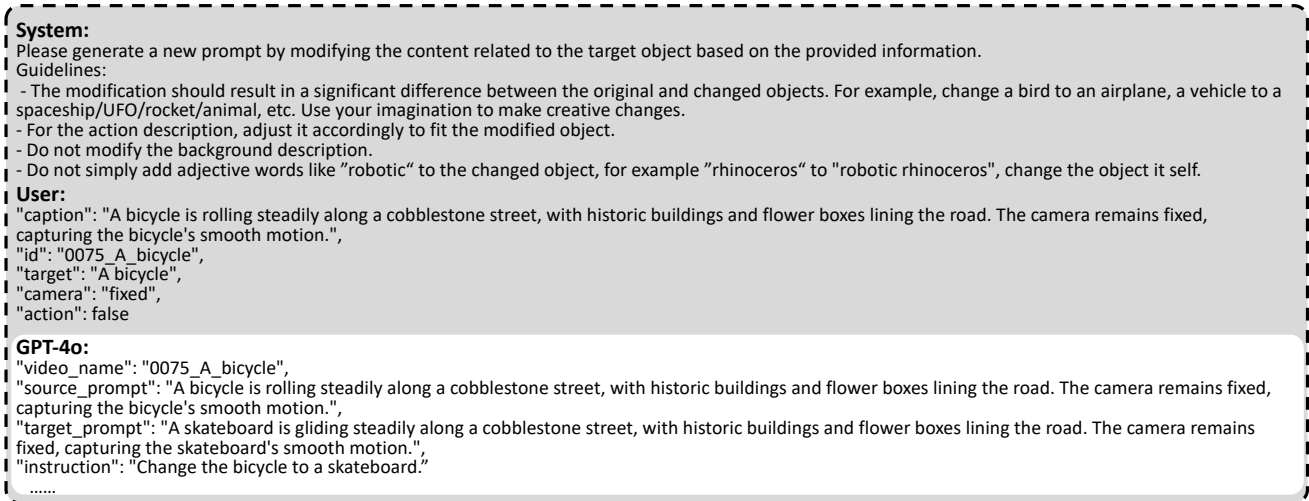 System:
Please generate a new prompt by modifying the content related to the target object based on the provided information.
Guidelines:
- The modification should result in a significant difference between the original and changed objects. For example, change a bird to an airplane, a vehicle to a
spaceship/UFO/rocket/animal, etc. Use your imagination to make creative changes.
- For the action description, adjust it accordingly to fit the modified object.
- Do not modify the background description.
- Do not simply add adjective words like ”robotic“ to the changed object, for example ”rhinoceros“ to "robotic rhinoceros", change the object it self.
User:
"caption": "A bicycle is rolling steadily along a cobblestone street, with historic buildings and flower boxes lining the road. The camera remains fixed,
capturing the bicycle's smooth motion.",
"id": "0075_A_bicycle",
"target": "A bicycle",
"camera": "fixed",
"action": false
GPT-4o:
"video_name": "0075_A_bicycle",
"source_prompt": "A bicycle is rolling steadily along a cobblestone street, with historic buildings and flower boxes lining the road. The camera remains fixed,
capturing the bicycle's smooth motion.",
"target_prompt": "A skateboard is gliding steadily along a cobblestone street, with historic buildings and flower boxes lining the road. The camera remains
fixed, capturing the skateboard's smooth motion.",
"instruction": "Change the bicycle to a skateboard.”
......